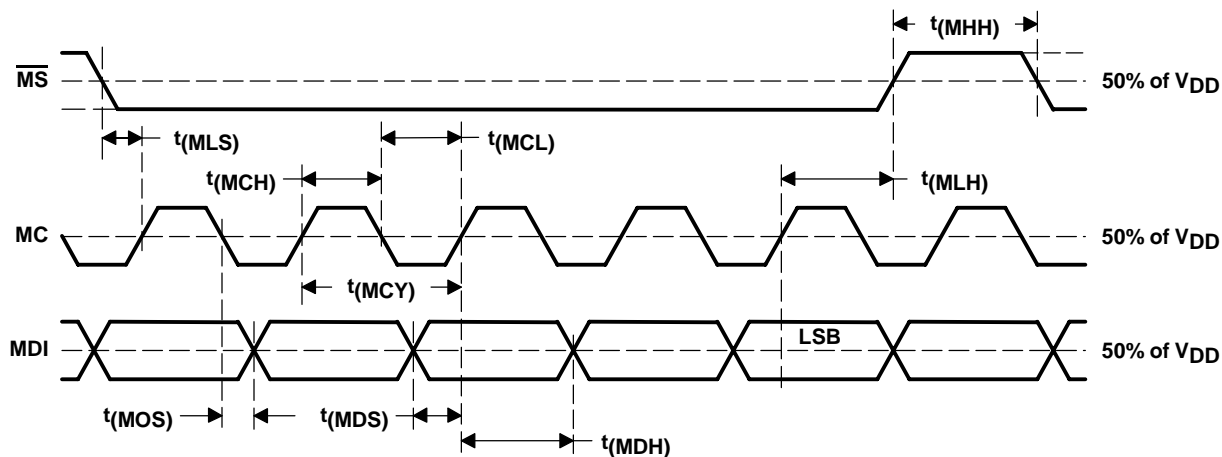 t(MHH)
MS
50% of VDD
t(MLS)
t(MCL)
t(MCH)
t(MLH)
MC
50% of VDD
t(MCY)
LSB
MDI
50% of VDD
t(MOS)
t(MDS)
t(MDH)